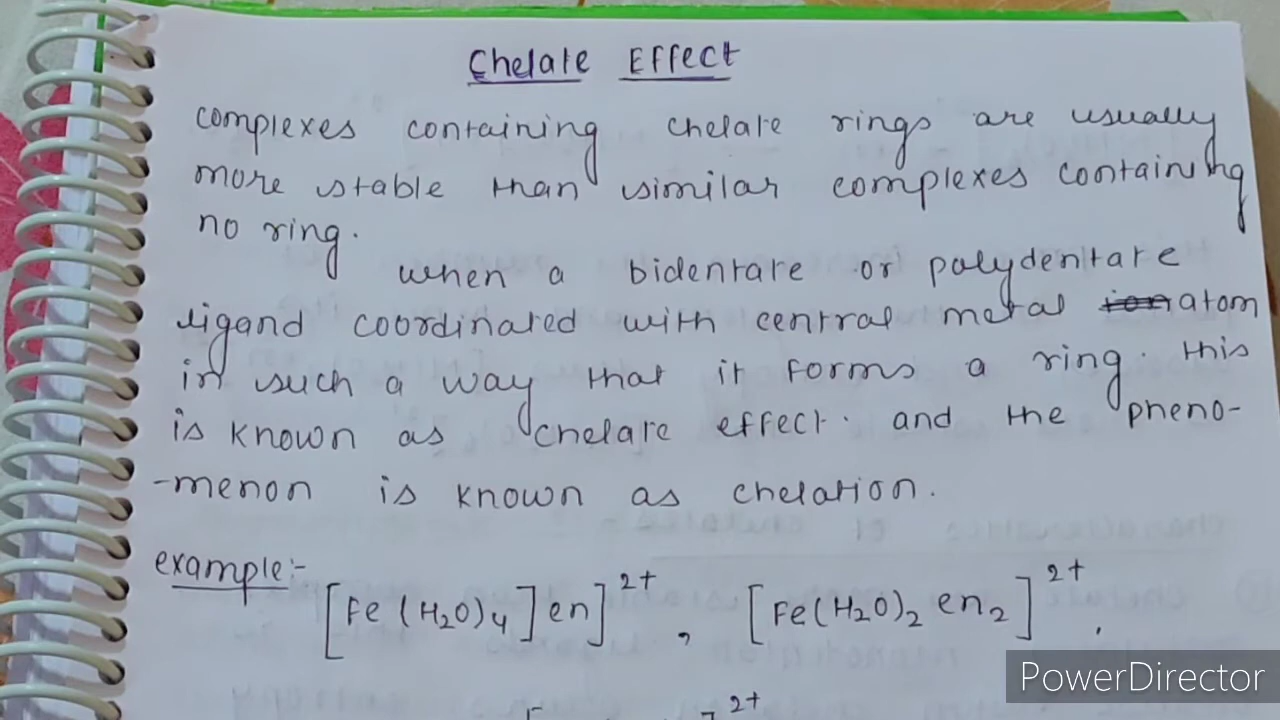 Chelate Effect
complexes containing chelate rings are usually
more stable than similar complexes containing
no ring.
when a bidentate or polydentate
ligand coordinated with central metal ion atom
in such a way that it forms a ring. this
is known as chelate effect. and the pheno-
-menon is known as chelation.
example:-
[Fe (H₂O)₄] en]²⁺ , [Fe(H₂O)₂ en₂]²⁺ .
2+
PowerDirector